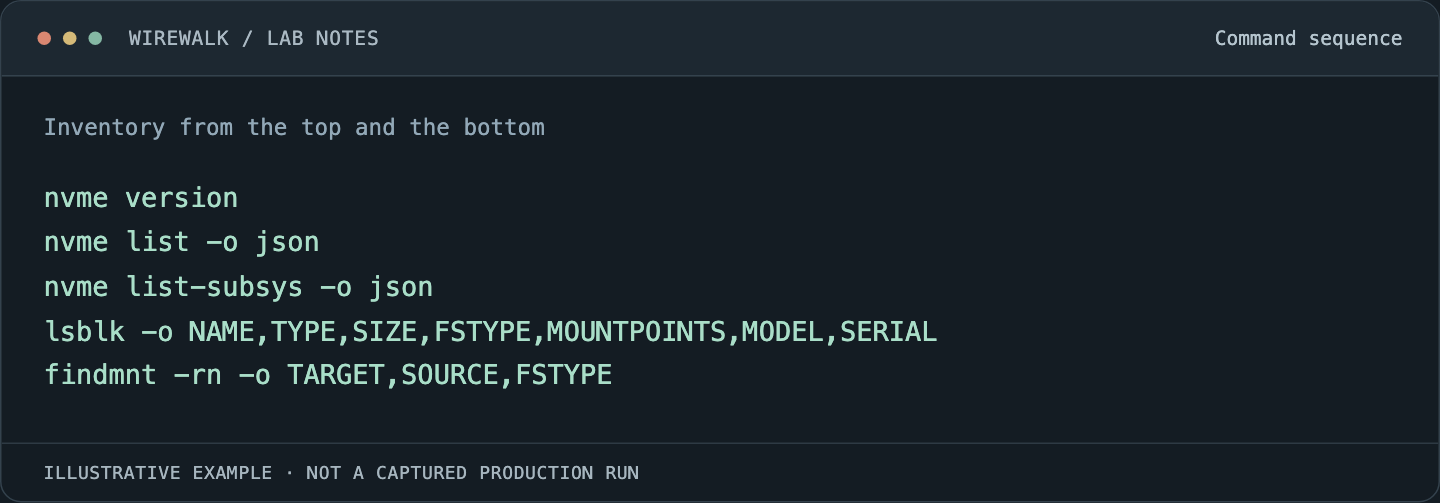 WIREWALK / LAB NOTES
Command sequence
Inventory from the top and the bottom
nvme version
nvme list -o json
nvme list-subsys -o json
lsblk -o NAME,TYPE,SIZE,FSTYPE,MOUNTPOINTS,MODEL,SERIAL
findmnt -rn -o TARGET,SOURCE,FSTYPE
ILLUSTRATIVE EXAMPLE · NOT A CAPTURED PRODUCTION RUN